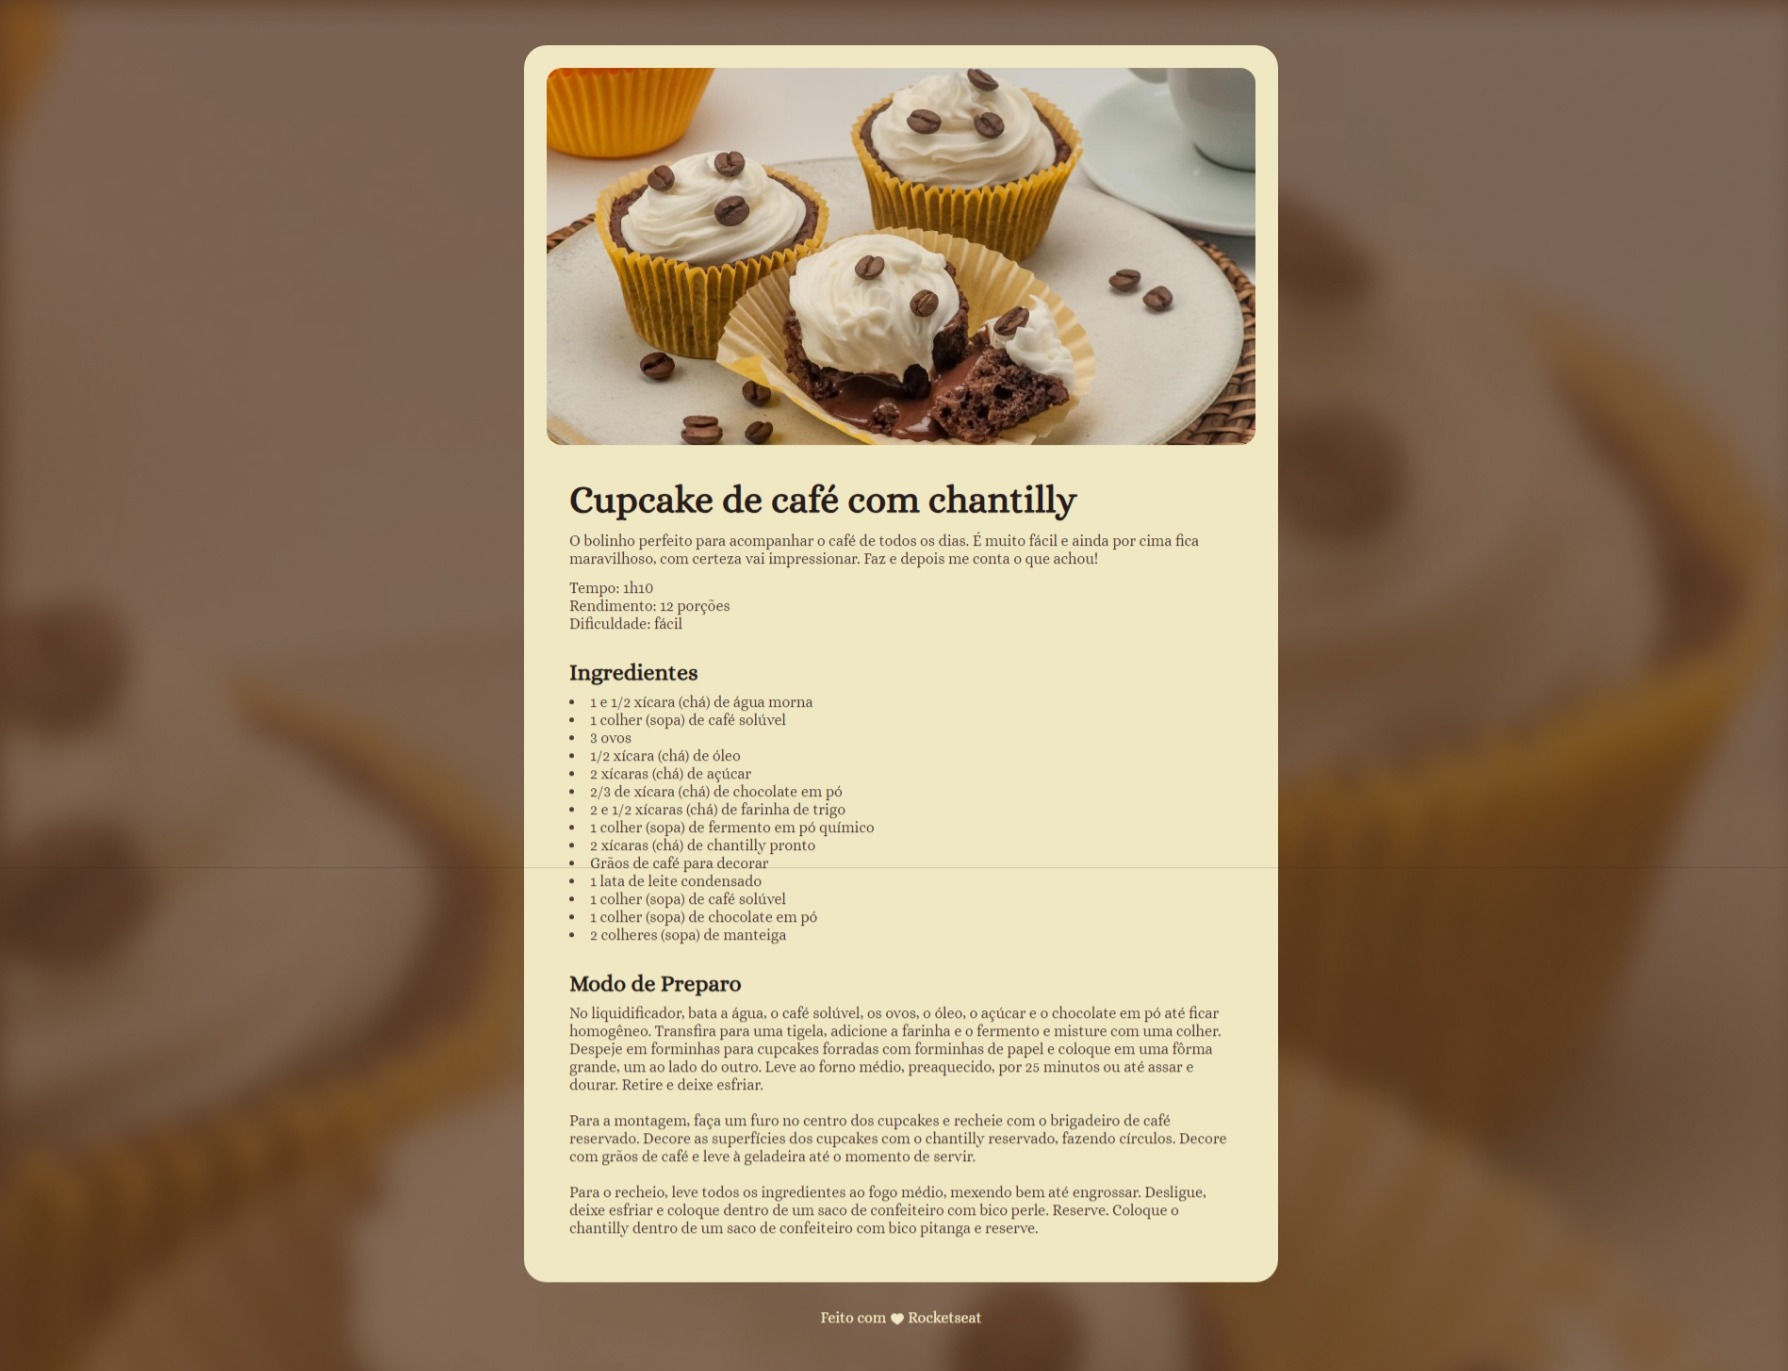 Cupcake de café com chantilly
O bolinho perfeito para acompanhar o café de todos os dias. É muito fácil e ainda por cima fica
maravilhoso, com certeza vai impressionar. Faz e depois me conta o que achou!
Tempo: 1h10
Rendimento: 12 porções
Dificuldade: fácil
Ingredientes
• 1 e 1/2 xícara (chá) de água morna
• 1 colher (sopa) de café solúvel
• 3 ovos
• 1/2 xícara (chá) de óleo
• 2 xícaras (chá) de açúcar
• 2/3 de xícara (chá) de chocolate em pó
• 2 e 1/2 xícaras (chá) de farinha de trigo
• 1 colher (sopa) de fermento em pó químico
• 2 xícaras (chá) de chantilly pronto
• Grãos de café para decorar
• 1 lata de leite condensado
• 1 colher (sopa) de café solúvel
• 1 colher (sopa) de chocolate em pó
• 2 colheres (sopa) de manteiga
Modo de Preparo
No liquidificador, bata a água, o café solúvel, os ovos, o óleo, o açúcar e o chocolate em pó até ficar
homogêneo. Transfira para uma tigela, adicione a farinha e o fermento e misture com uma colher.
Despeje em forminhas para cupcakes forradas com forminhas de papel e coloque em uma fôrma
grande, um ao lado do outro. Leve ao forno médio, preaquecido, por 25 minutos ou até assar e
dourar. Retire e deixe esfriar.
Para a montagem, faça um furo no centro dos cupcakes e recheie com o brigadeiro de café
reservado. Decore as superfícies dos cupcakes com o chantilly reservado, fazendo círculos. Decore
com grãos de café e leve à geladeira até o momento de servir.
Para o recheio, leve todos os ingredientes ao fogo médio, mexendo bem até engrossar. Desligue,
deixe esfriar e coloque dentro de um saco de confeiteiro com bico perle. Reserve. Coloque o
chantilly dentro de um saco de confeiteiro com bico pitanga e reserve.
Feito com ♥ Rocketseat